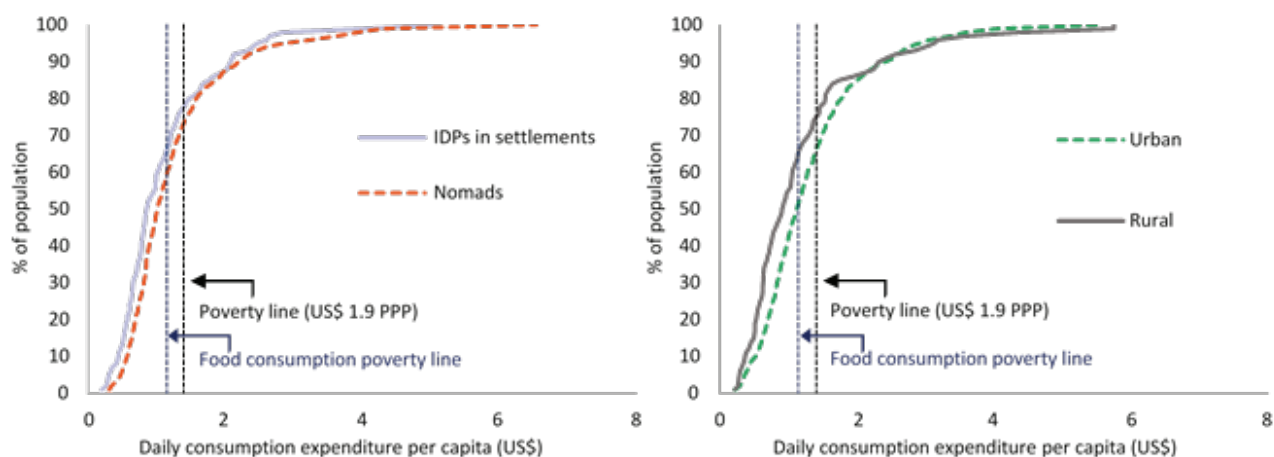 100
90
80
70
60
50
40
30
20
10
0
% of population
IDPs in settlements
Nomads
Poverty line (US$ 1.9 PPP)
Food consumption poverty line
0 2 4 6 8
Daily consumption expenditure per capita (US$)
100
90
80
70
60
50
40
30
20
10
0
% of population
Urban
Rural
Poverty line (US$ 1.9 PPP)
Food consumption poverty line
0 2 4 6 8
Daily consumption expenditure per capita (US$)